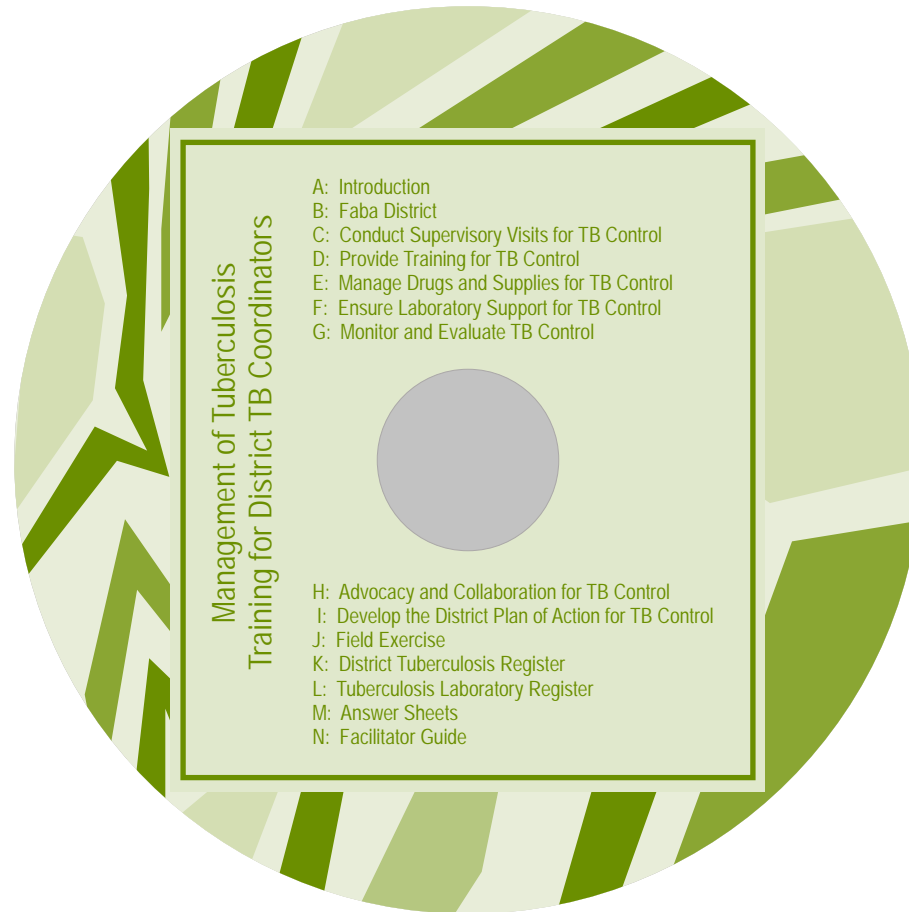 Management of Tuberculosis
Training for District TB Coordinators
A: Introduction
B: Faba District
C: Conduct Supervisory Visits for TB Control
D: Provide Training for TB Control
E: Manage Drugs and Supplies for TB Control
F: Ensure Laboratory Support for TB Control
G: Monitor and Evaluate TB Control
H: Advocacy and Collaboration for TB Control
I: Develop the District Plan of Action for TB Control
J: Field Exercise
K: District Tuberculosis Register
L: Tuberculosis Laboratory Register
M: Answer Sheets
N: Facilitator Guide